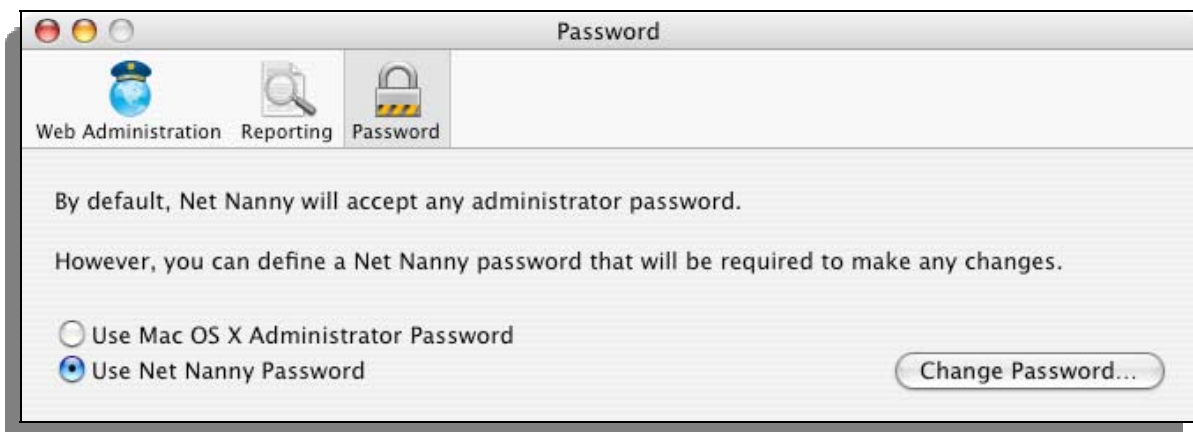 Password
Web Administration
Reporting
Password
By default, Net Nanny will accept any administrator password.
However, you can define a Net Nanny password that will be required to make any changes.
Use Mac OS X Administrator Password
Use Net Nanny Password
Change Password...